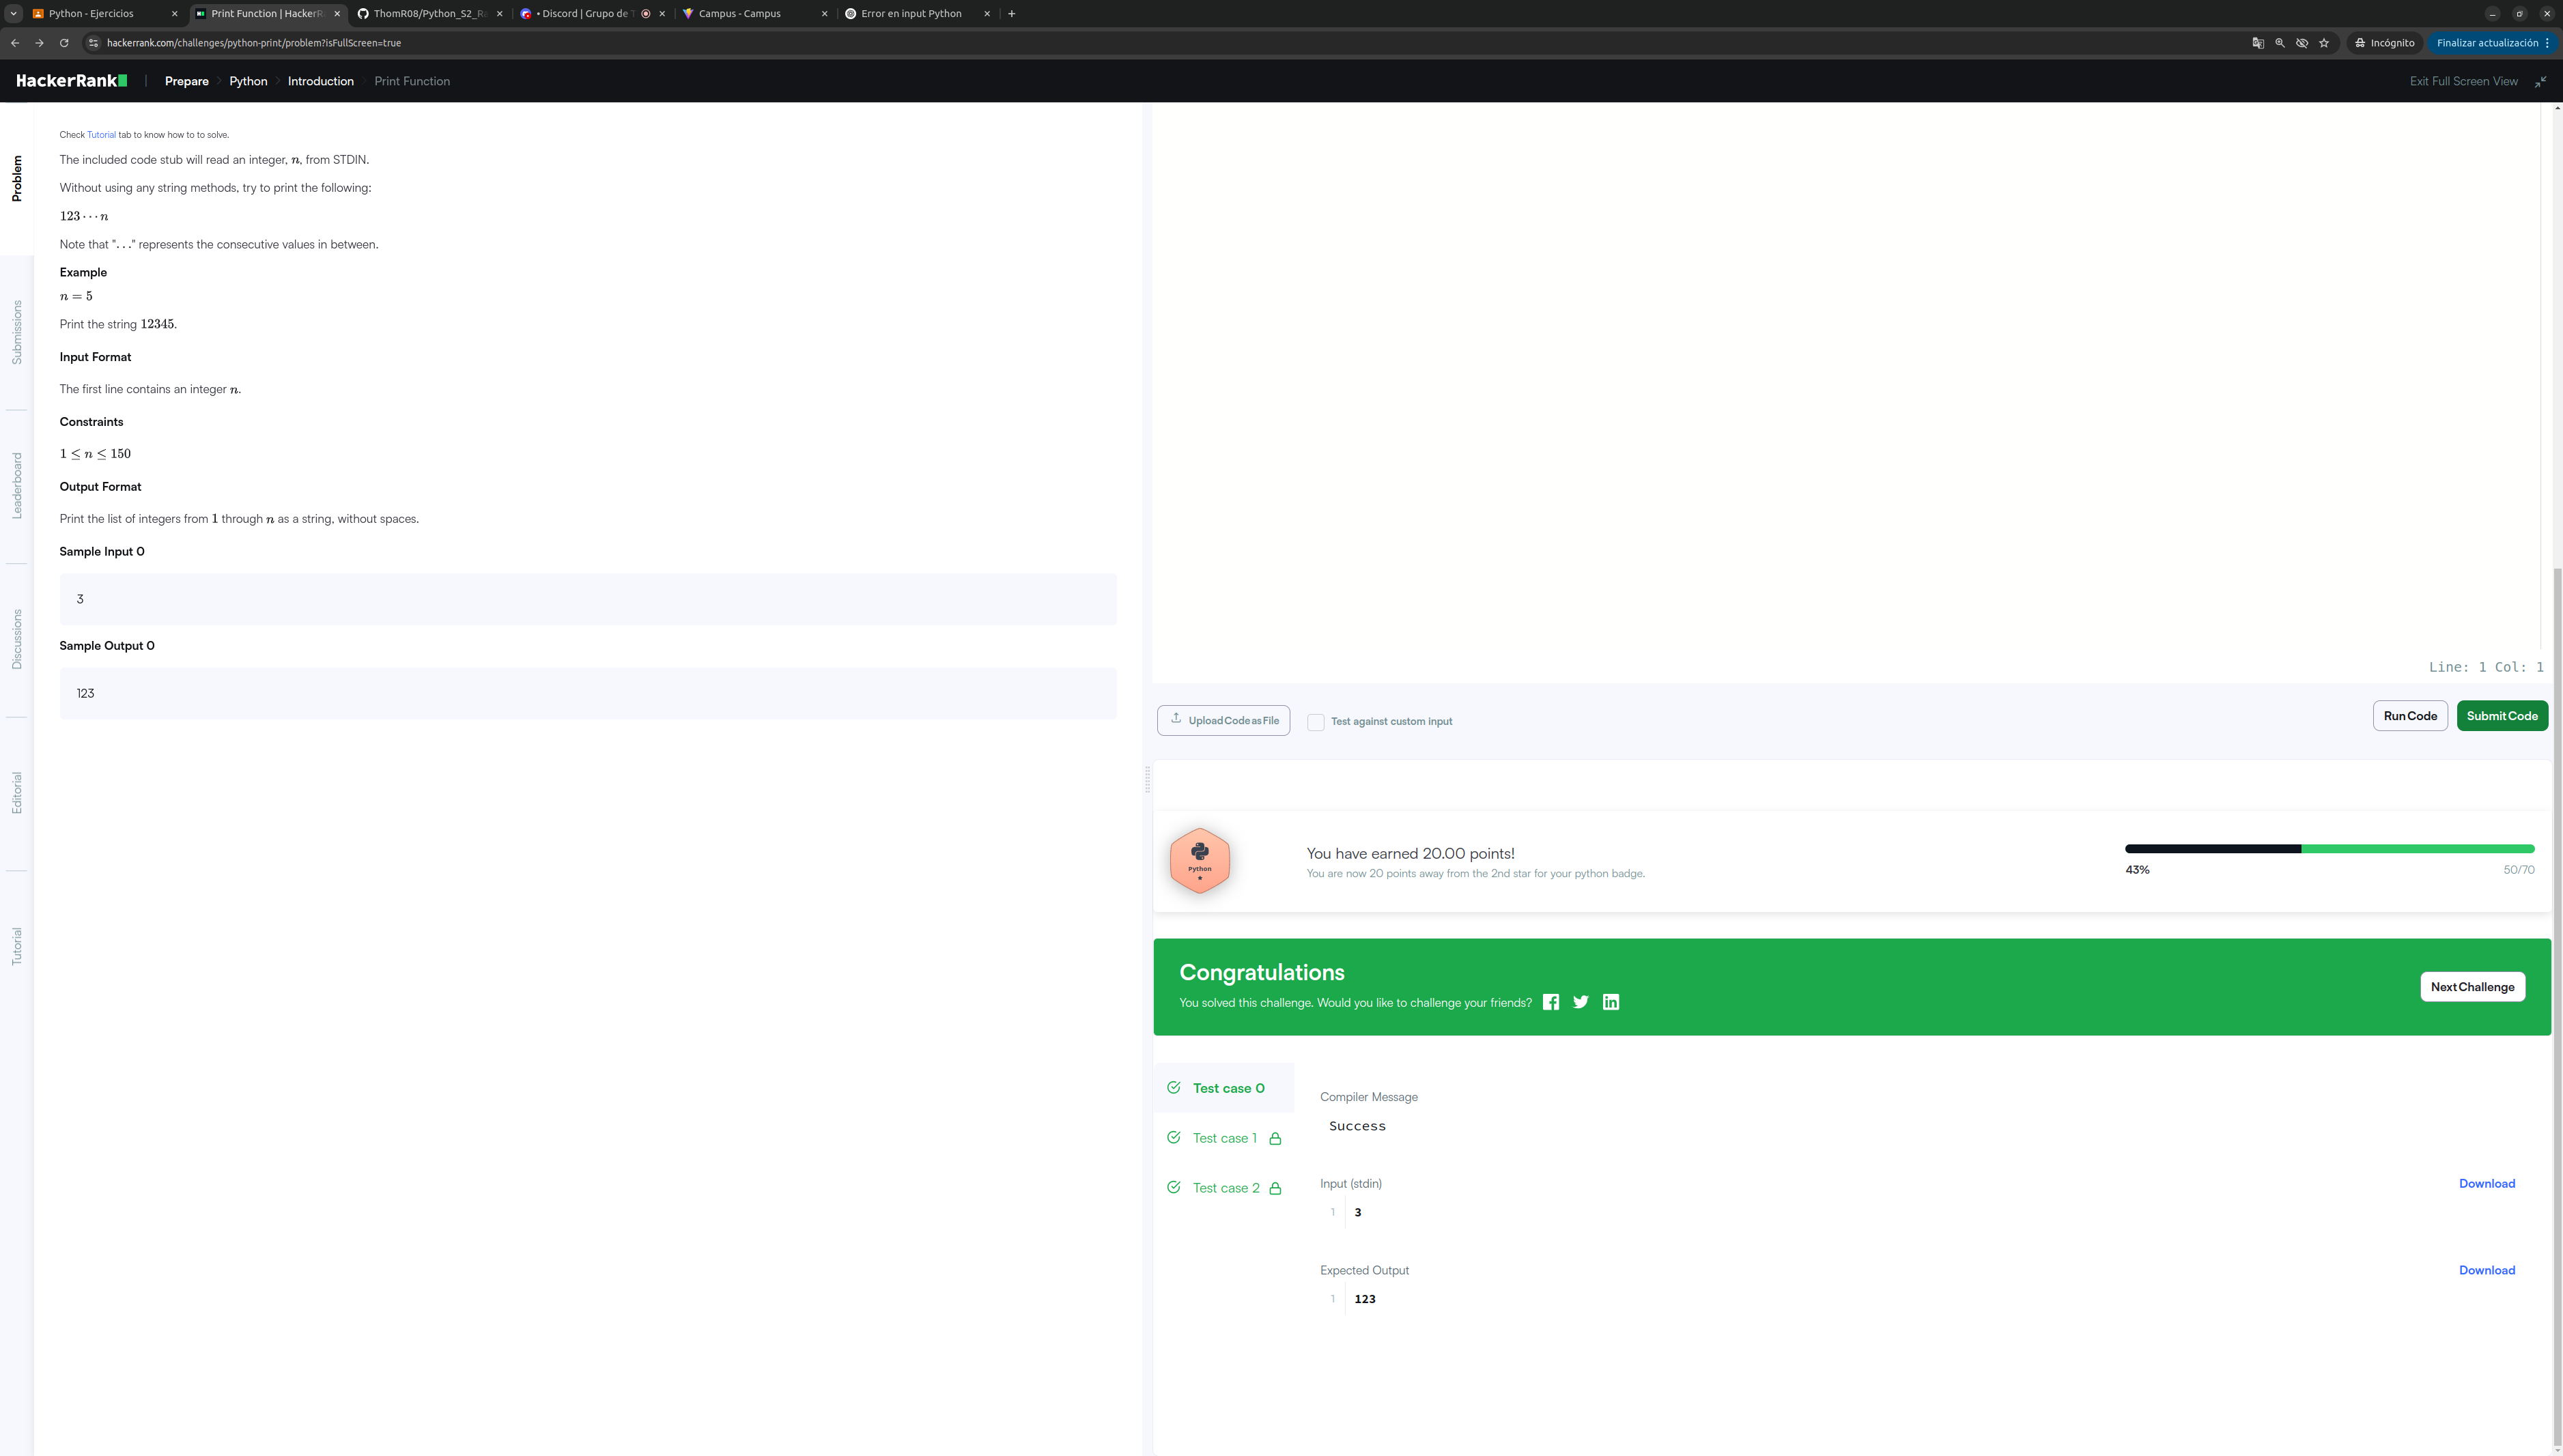 Python - Ejercicios
Print Function | HackerRa
ThomR08/Python_S2_Ra
• Discord | Grupo de T
Campus - Campus
Error en input Python
hackerrank.com/challenges/python-print/problem?isFullScreen=true
Incógnito
Finalizar actualización
HackerRank
Prepare
Python
Introduction
Print Function
Exit Full Screen View
Problem
Submissions
Leaderboard
Discussions
Editorial
Tutorial
Check Tutorial tab to know how to to solve.
The included code stub will read an integer, n, from STDIN.
Without using any string methods, try to print the following:
123⋯n
Note that "..." represents the consecutive values in between.
Example
n = 5
Print the string 12345.
Input Format
The first line contains an integer n.
Constraints
1 ≤ n ≤ 150
Output Format
Print the list of integers from 1 through n as a string, without spaces.
Sample Input 0
3
Sample Output 0
123
Line: 1 Col: 1
Upload Code as File
Test against custom input
Run Code
Submit Code
Python
You have earned 20.00 points!
You are now 20 points away from the 2nd star for your python badge.
43%
50/70
Congratulations
You solved this challenge. Would you like to challenge your friends?
Next Challenge
Test case 0
Test case 1
Test case 2
Compiler Message
Success
Input (stdin)
Download
1
3
Expected Output
Download
1
123